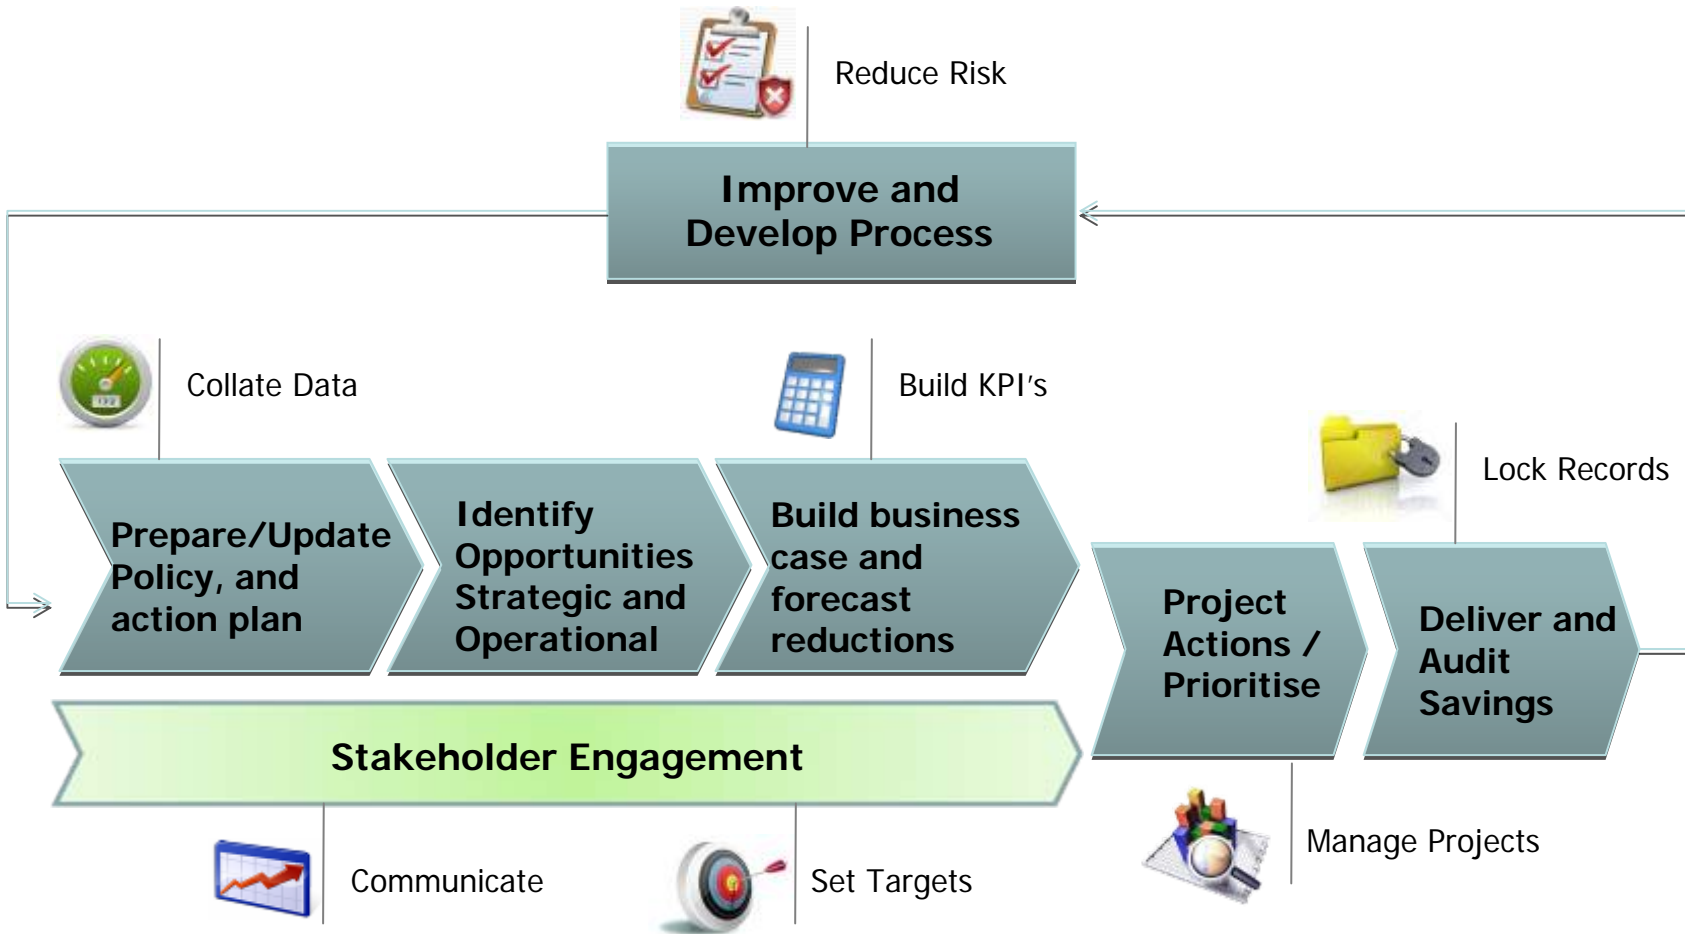 Reduce Risk
Improve and
Develop Process
Collate Data
Build KPI's
Lock Records
Prepare/Update
Policy, and
action plan
Identify
Opportunities
Strategic and
Operational
Build business
case and
forecast
reductions
Project
Actions /
Prioritise
Deliver and
Audit
Savings
Stakeholder Engagement
Communicate
Set Targets
Manage Projects